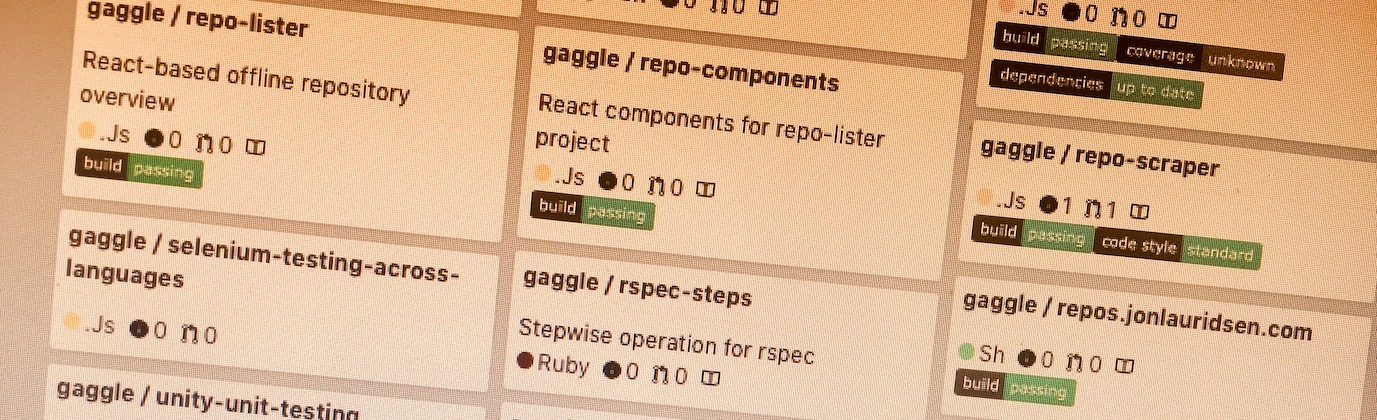 gaggle / repo-lister
React-based offline repository
overview
.Js 0 0
build passing
gaggle / selenium-testing-across-
languages
.Js 0 0
gaggle / unity-unit-testing
0 0
gaggle / repo-components
React components for repo-lister
project
.Js 0 0
build passing
gaggle / rspec-steps
Stepwise operation for rspec
Ruby 0 0
.Js 0 0
build passing coverage unknown
dependencies up to date
gaggle / repo-scraper
.Js 1 1
build passing code style standard
gaggle / repos.jonlauridsen.com
Sh 0 0
build passing